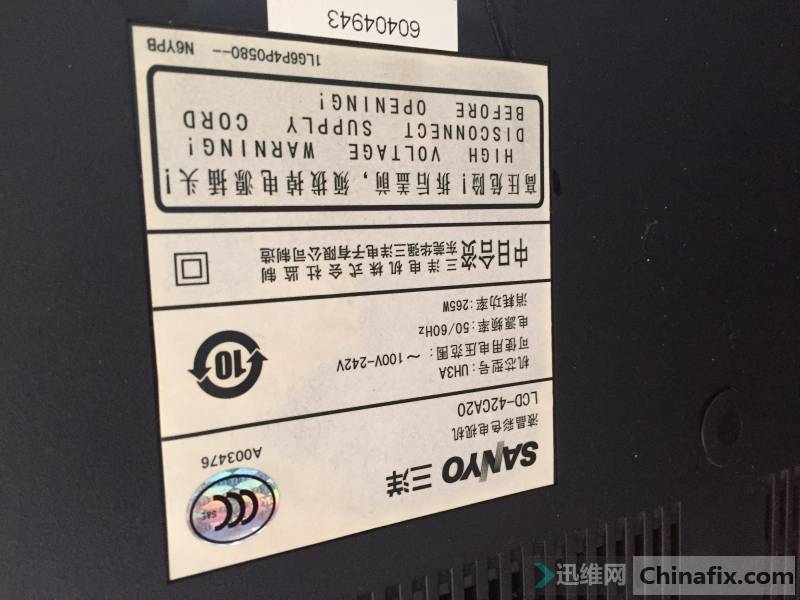 SANYO 三洋
液晶彩色电视机
LCD-42CA20
CCC
S&E
A003476
机芯型号:UH3A
可使用电压范围:~100V-242V
电源频率:50/60Hz
消耗功率:265W
10
中日合资
三洋电机株式会社 监制
东莞华强三洋电子有限公司制造
高压危险!拆后盖前,须拔掉电源插头!
HIGH VOLTAGE WARNING!
DISCONNECT SUPPLY CORD
BEFORE OPENING!
1LG6P4P0580-- N6YPB
60404943
迅维网 Chinafix.com